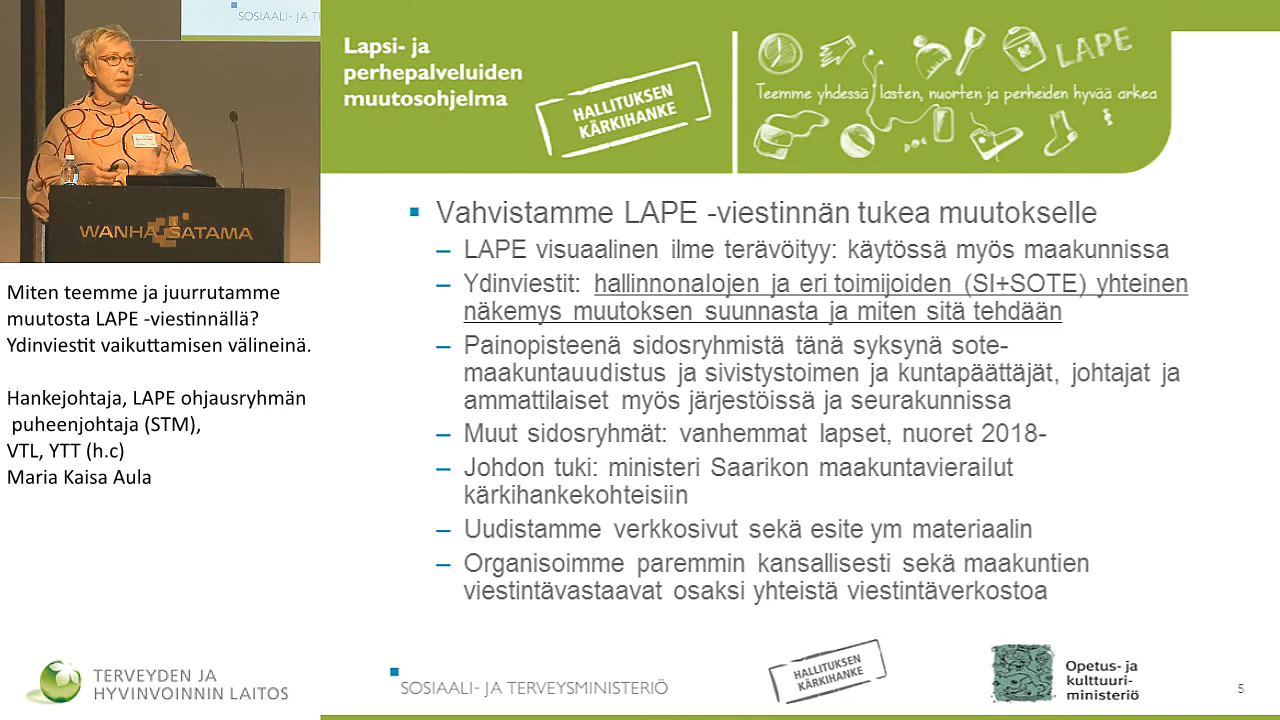 SOSIAALI- JA TE
WANHA SATAMA
Miten teemme ja juurrutamme
muutosta LAPE -viestinnällä?
Ydinviestit vaikuttamisen välineinä.
Hankejohtaja, LAPE ohjausryhmän
puheenjohtaja (STM),
VTL, YTT (h.c)
Maria Kaisa Aula
TERVEYDEN JA
HYVINVOINNIN LAITOS
Lapsi- ja
perhepalveluiden
muutosohjelma
HALLITUKSEN
KÄRKIHANKE
LAPE
Teemme yhdessä lasten, nuorten ja perheiden hyvää arkea
Vahvistamme LAPE -viestinnän tukea muutokselle
– LAPE visuaalinen ilme terävöityy: käytössä myös maakunnissa
– Ydinviestit: hallinnonalojen ja eri toimijoiden (SI+SOTE) yhteinen
näkemys muutoksen suunnasta ja miten sitä tehdään
– Painopisteenä sidosryhmistä tänä syksynä sote-
maakuntauudistus ja sivistystoimen ja kuntapäättäjät, johtajat ja
ammattilaiset myös järjestöissä ja seurakunnissa
– Muut sidosryhmät: vanhemmat lapset, nuoret 2018-
– Johdon tuki: ministeri Saarikon maakuntavierailut
kärkihankekohteisiin
– Uudistamme verkkosivut sekä esite ym materiaalin
– Organisoimme paremmin kansallisesti sekä maakuntien
viestintävastaavat osaksi yhteistä viestintäverkostoa
SOSIAALI- JA TERVEYSMINISTERIÖ
HALLITUKSEN
KÄRKIHANKE
Opetus- ja
kulttuuri-
ministeriö
5